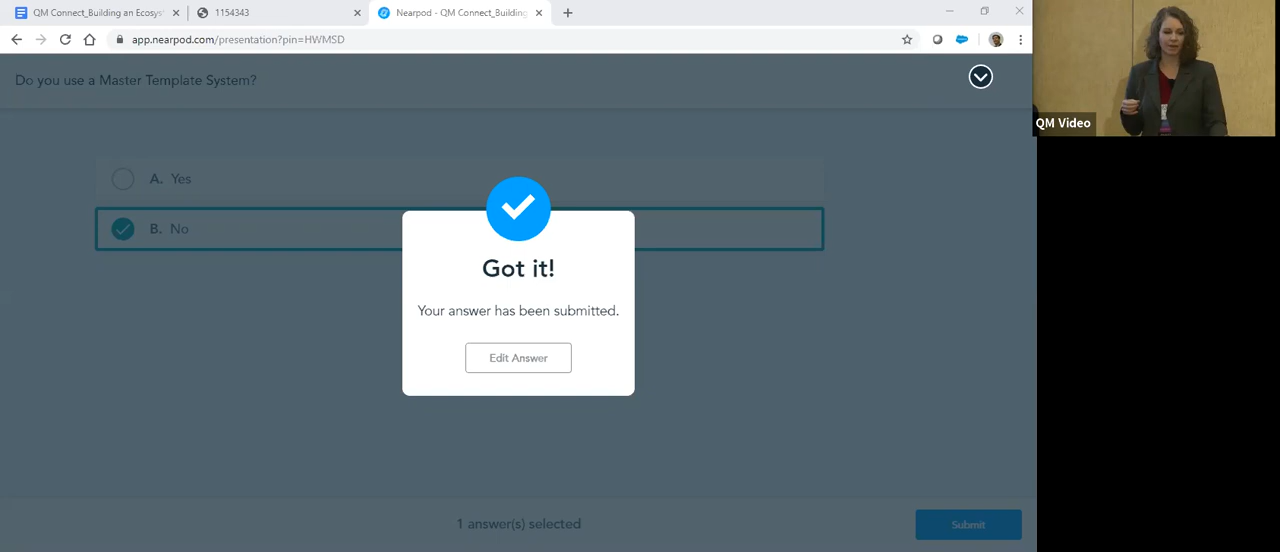 QM Connect_Building an Ecosyst
1154343
Nearpod - QM Connect_Building
app.nearpod.com/presentation?pin=HWMSD
Do you use a Master Template System?
QM Video
A. Yes
B. No
Got it!
Your answer has been submitted.
Edit Answer
1 answer(s) selected
Submit